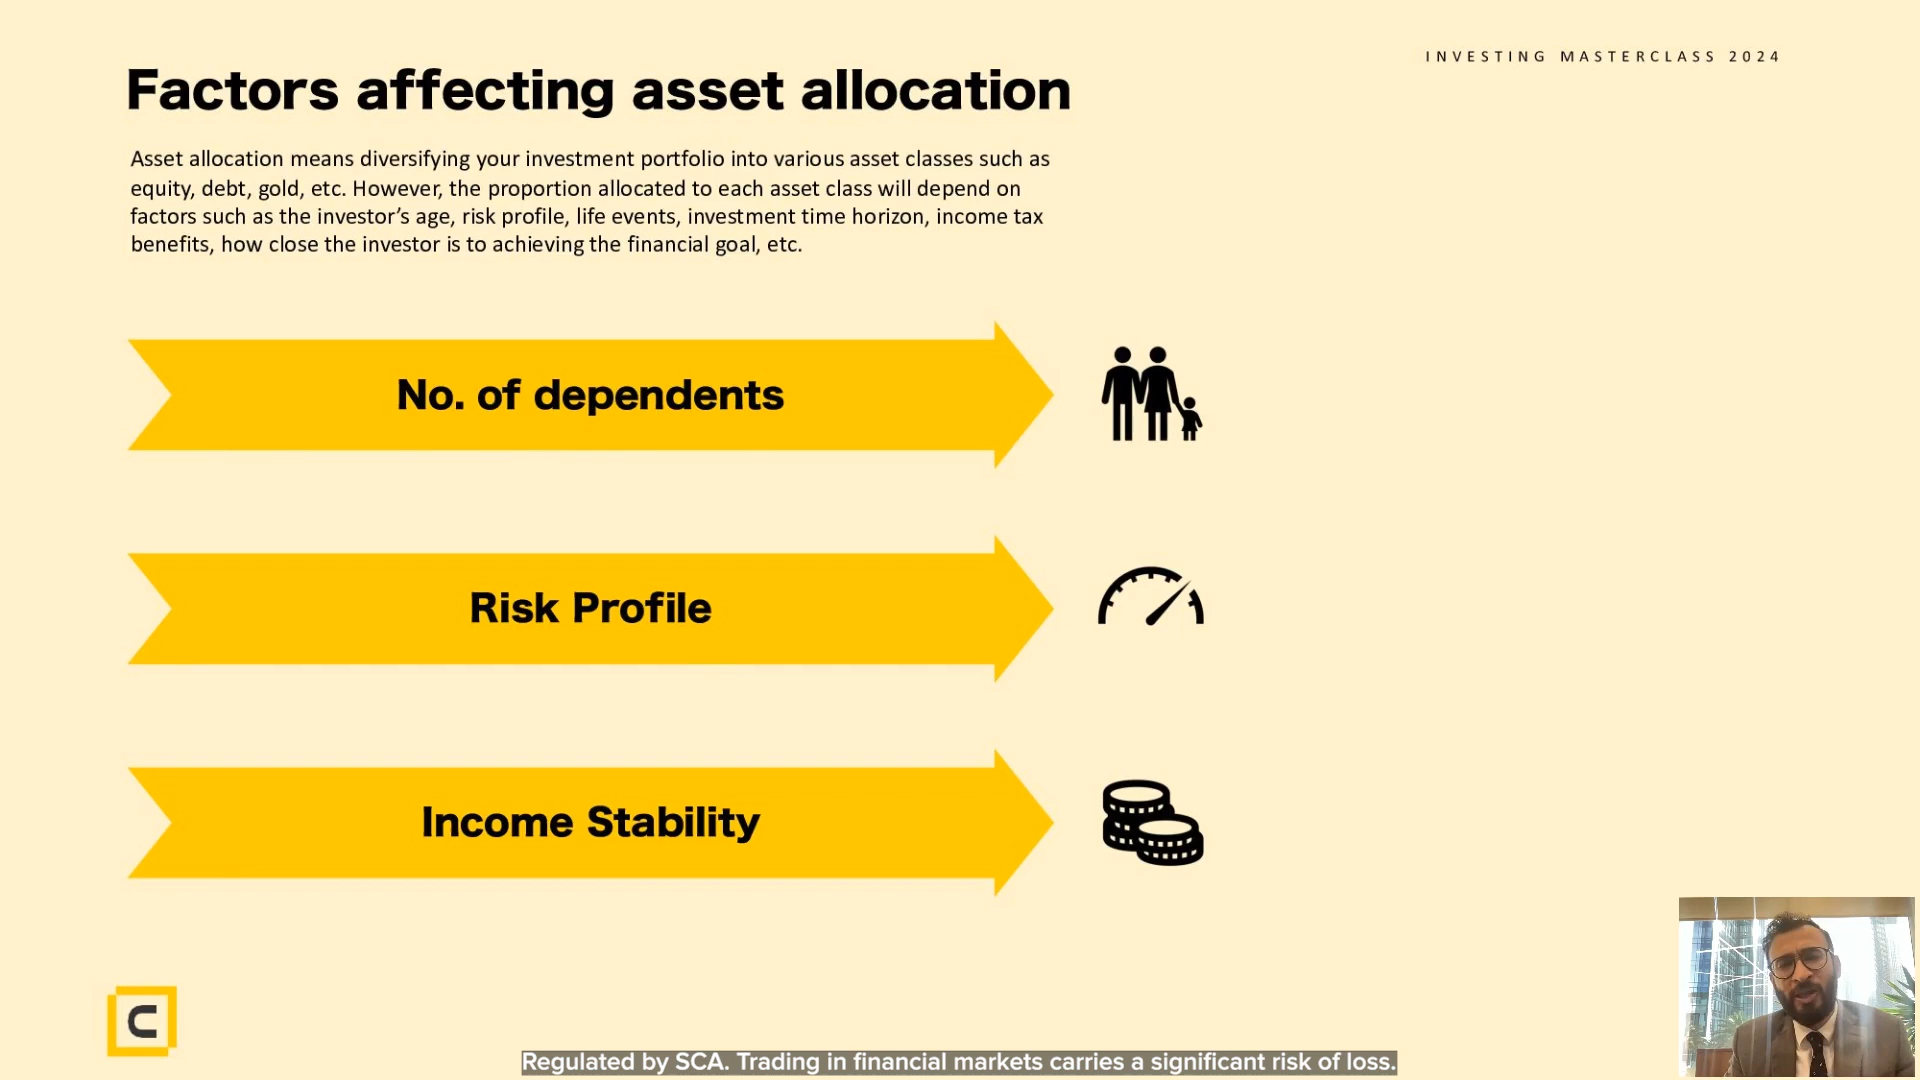 INVESTING MASTERCLASS 2024
Factors affecting asset allocation
Asset allocation means diversifying your investment portfolio into various asset classes such as
equity, debt, gold, etc. However, the proportion allocated to each asset class will depend on
factors such as the investor’s age, risk profile, life events, investment time horizon, income tax
benefits, how close the investor is to achieving the financial goal, etc.
No. of dependents
Risk Profile
Income Stability
C
Regulated by SCA. Trading in financial markets carries a significant risk of loss.